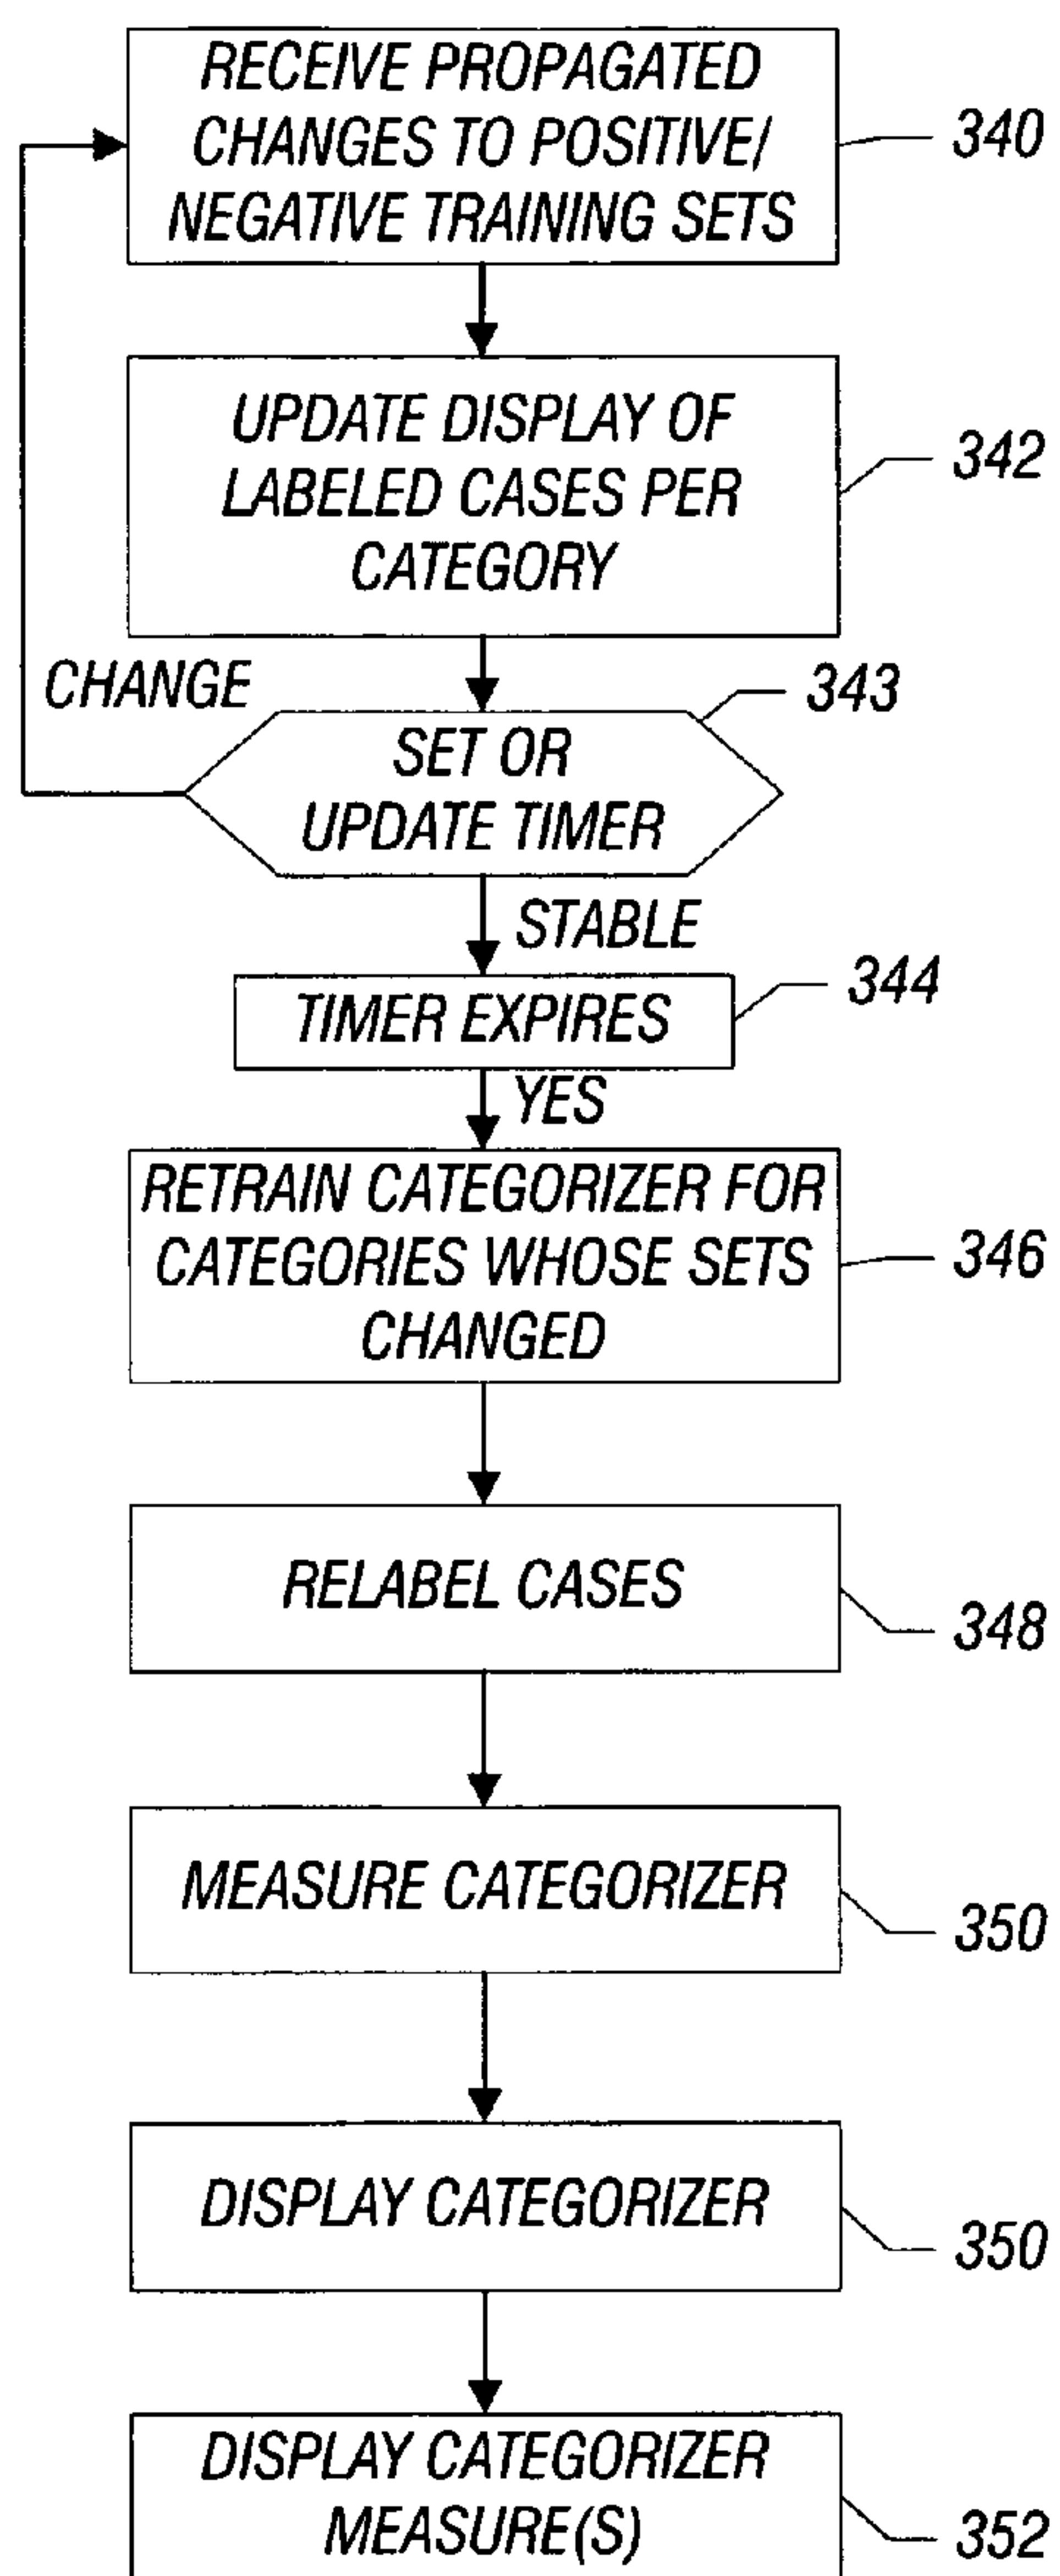 RECEIVE PROPAGATED
CHANGES TO POSITIVE/
NEGATIVE TRAINING SETS
340
UPDATE DISPLAY OF
LABELED CASES PER
CATEGORY
342
CHANGE
343
SET OR
UPDATE TIMER
STABLE
344
TIMER EXPIRES
YES
RETRAIN CATEGORIZER FOR
CATEGORIES WHOSE SETS
CHANGED
346
RELABEL CASES
348
MEASURE CATEGORIZER
350
DISPLAY CATEGORIZER
350
DISPLAY CATEGORIZER
MEASURE(S)
352